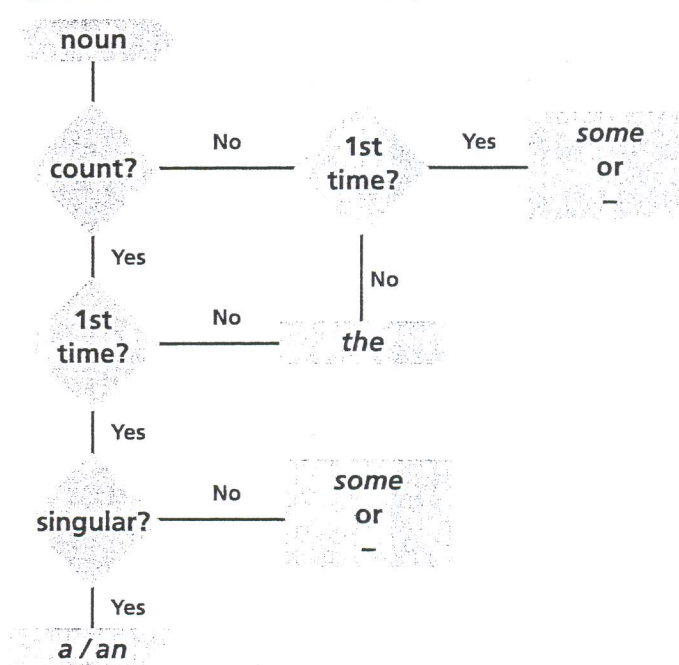 noun
count?
No
1st
time?
Yes
some
or
–
Yes
No
1st
time?
No
the
Yes
singular?
No
some
or
–
Yes
a / an